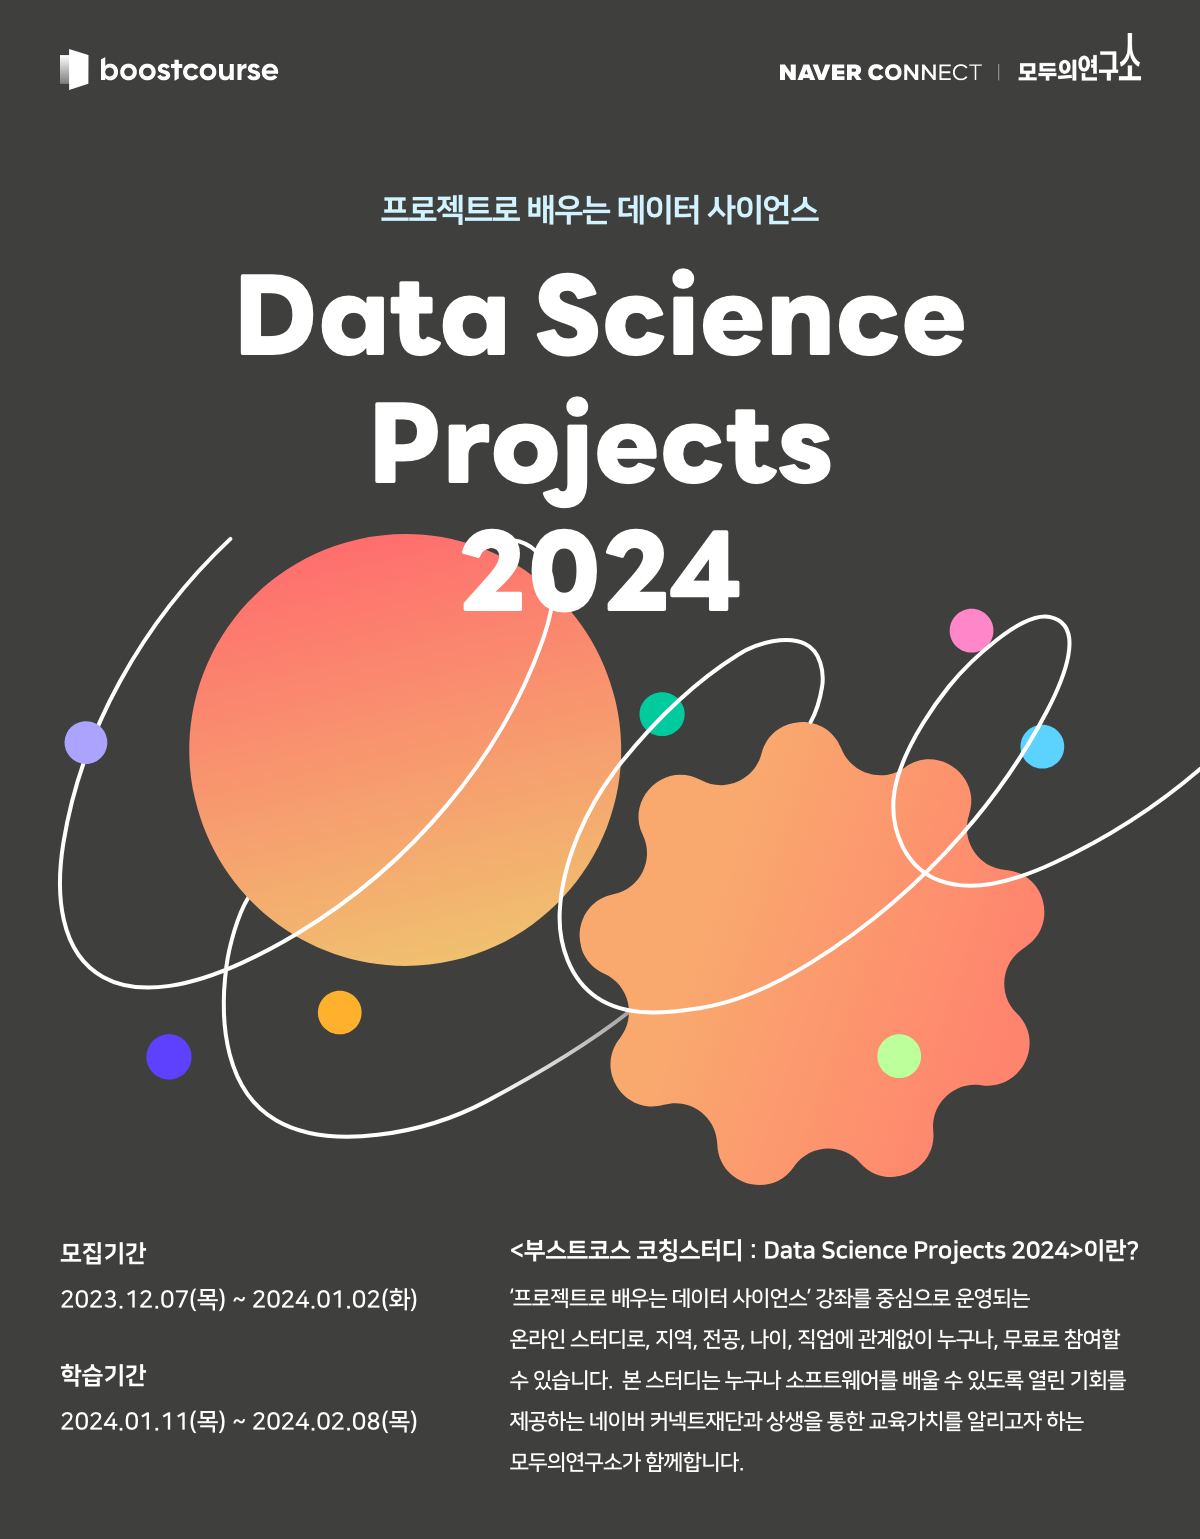 boostcourse
NAVER CONNECT | 모두의연구소
프로젝트로 배우는 데이터 사이언스
Data Science
Projects
2024
모집기간
2023.12.07(목) ~ 2024.01.02(화)
학습기간
2024.01.11(목) ~ 2024.02.08(목)
<부스트코스 코칭스터디 : Data Science Projects 2024>이란?
‘프로젝트로 배우는 데이터 사이언스’ 강좌를 중심으로 운영되는
온라인 스터디로, 지역, 전공, 나이, 직업에 관계없이 누구나, 무료로 참여할
수 있습니다. 본 스터디는 누구나 소프트웨어를 배울 수 있도록 열린 기회를
제공하는 네이버 커넥트재단과 상생을 통한 교육가치를 알리고자 하는
모두의연구소가 함께합니다.